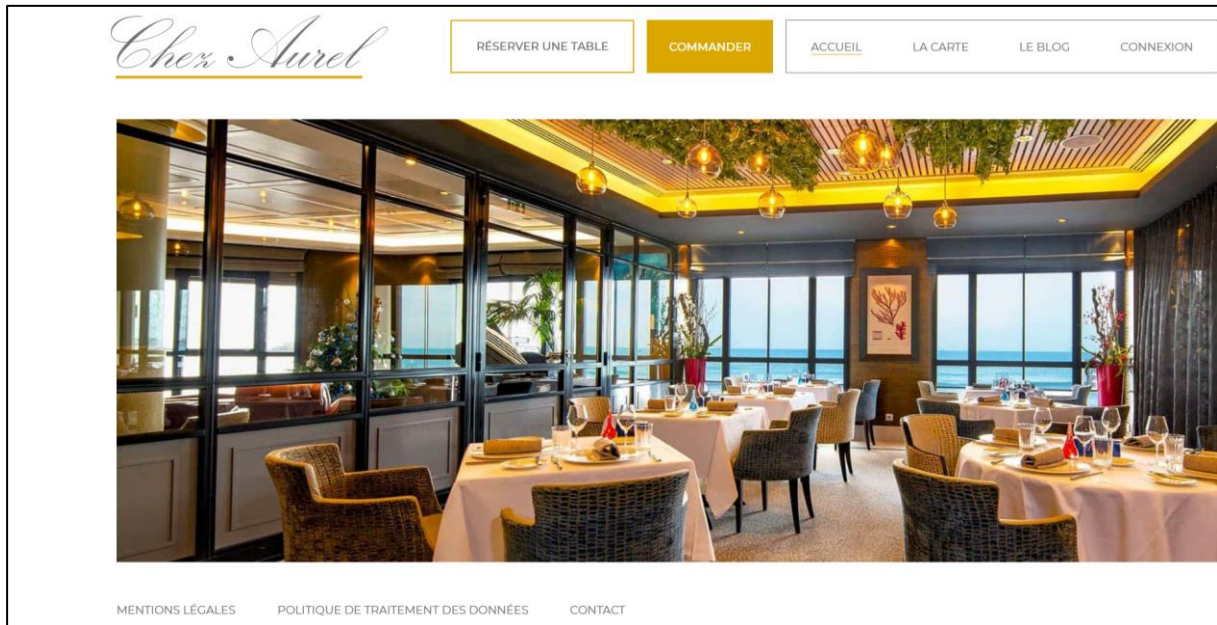 Chez Aurel
RÉSERVER UNE TABLE
COMMANDER
ACCUEIL
LA CARTE
LE BLOG
CONNEXION
MENTIONS LÉGALES
POLITIQUE DE TRAITEMENT DES DONNÉES
CONTACT